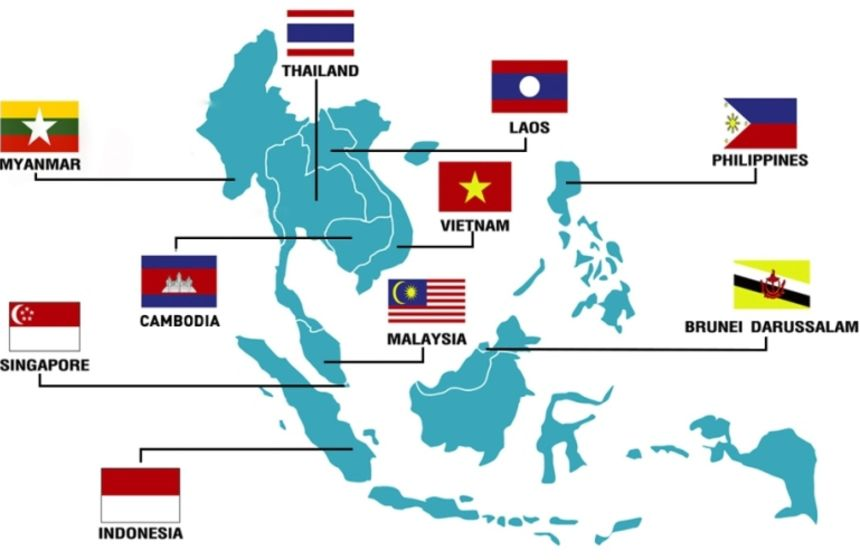 THAILAND
LAOS
MYANMAR
PHILIPPINES
VIETNAM
CAMBODIA
MALAYSIA
BRUNEI DARUSSALAM
SINGAPORE
INDONESIA